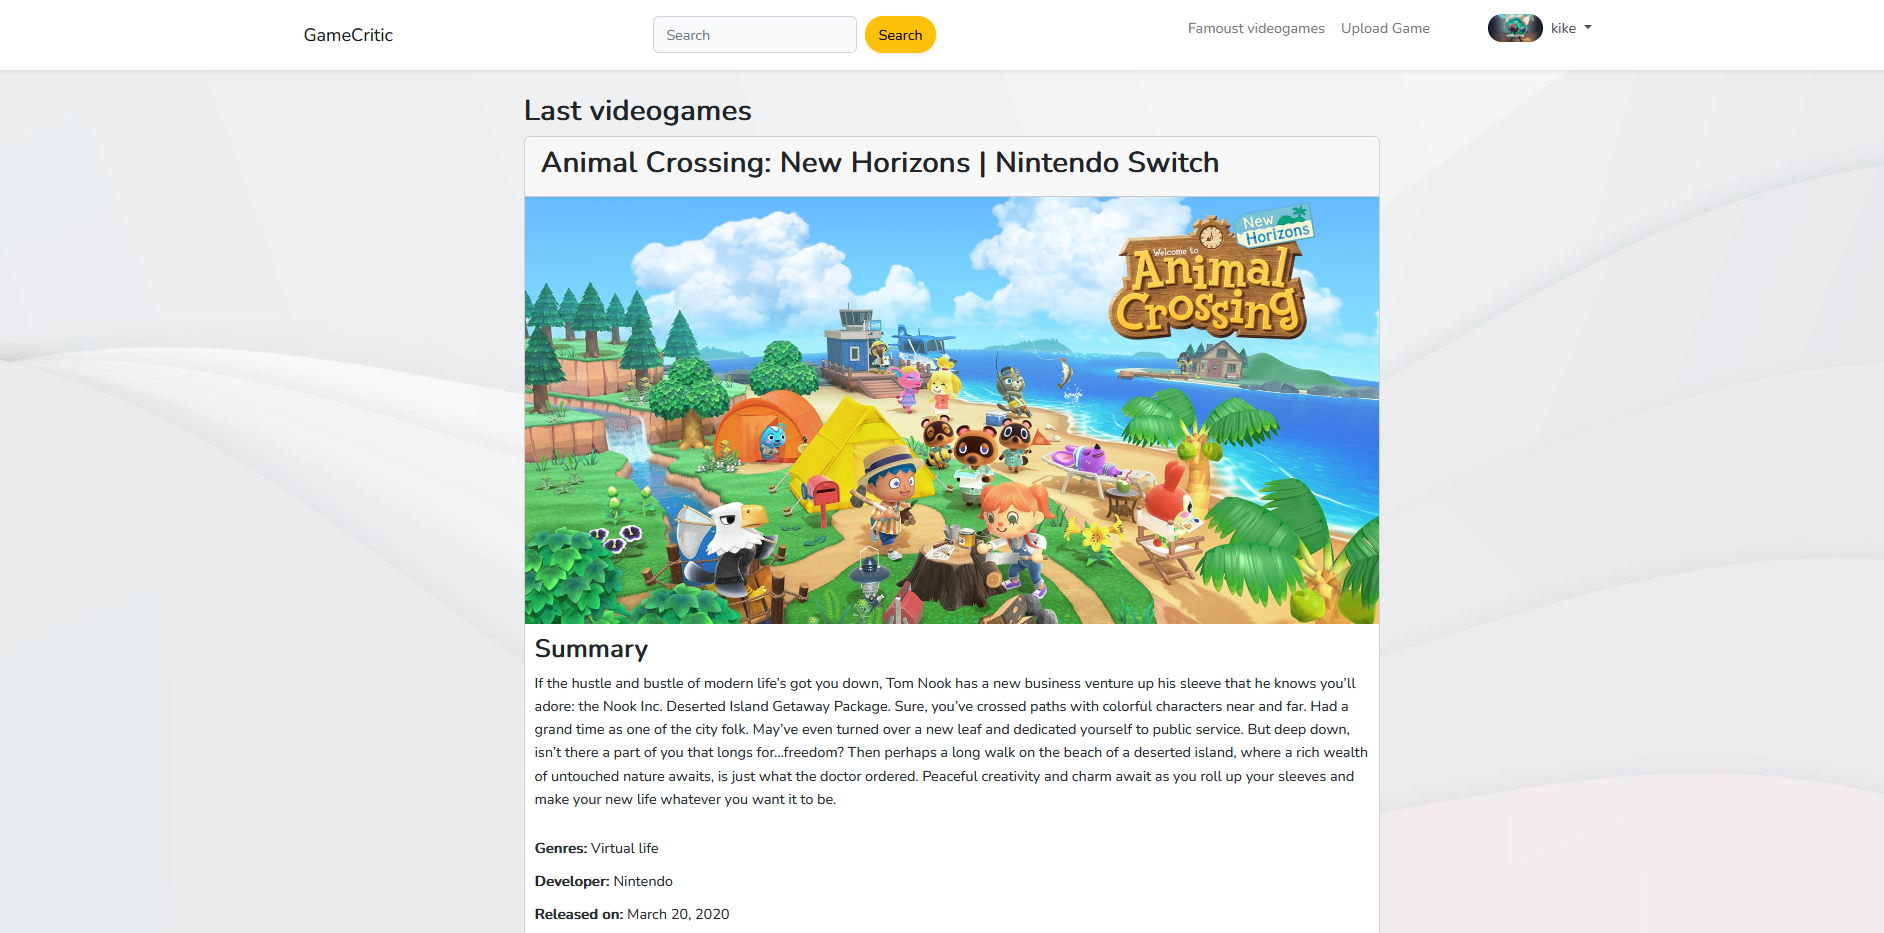 GameCritic
Search
Search
Famoust videogames
Upload Game
kike
Last videogames
Animal Crossing: New Horizons | Nintendo Switch
New
Horizons
Welcome to
Animal
Crossing
Summary
If the hustle and bustle of modern life’s got you down, Tom Nook has a new business venture up his sleeve that he knows you’ll
adore: the Nook Inc. Deserted Island Getaway Package. Sure, you’ve crossed paths with colorful characters near and far. Had a
grand time as one of the city folk. May’ve even turned over a new leaf and dedicated yourself to public service. But deep down,
isn’t there a part of you that longs for…freedom? Then perhaps a long walk on the beach of a deserted island, where a rich wealth
of untouched nature awaits, is just what the doctor ordered. Peaceful creativity and charm await as you roll up your sleeves and
make your new life whatever you want it to be.
Genres: Virtual life
Developer: Nintendo
Released on: March 20, 2020